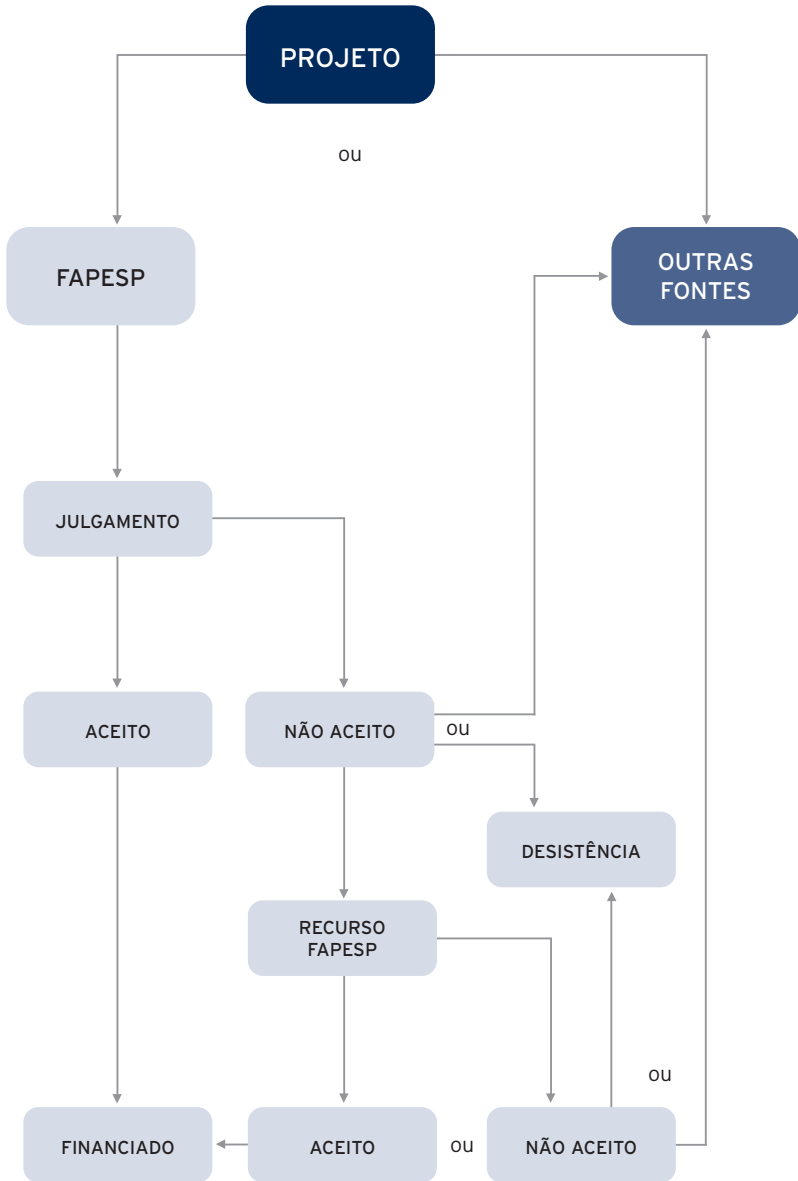 PROJETO
ou
FAPESP
OUTRAS
FONTES
JULGAMENTO
ACEITO
NÃO ACEITO
ou
DESISTÊNCIA
RECURSO
FAPESP
ou
FINANCIADO
ACEITO
ou
NÃO ACEITO